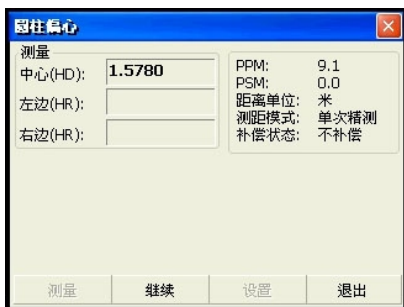 圆柱偏心
测量
中心(HD): 1.5780
左边(HR):
右边(HR):
PPM: 9.1
PSM: 0.0
距离单位: 米
测距模式: 单次精测
补偿状态: 不补偿
测量 继续 设置 退出